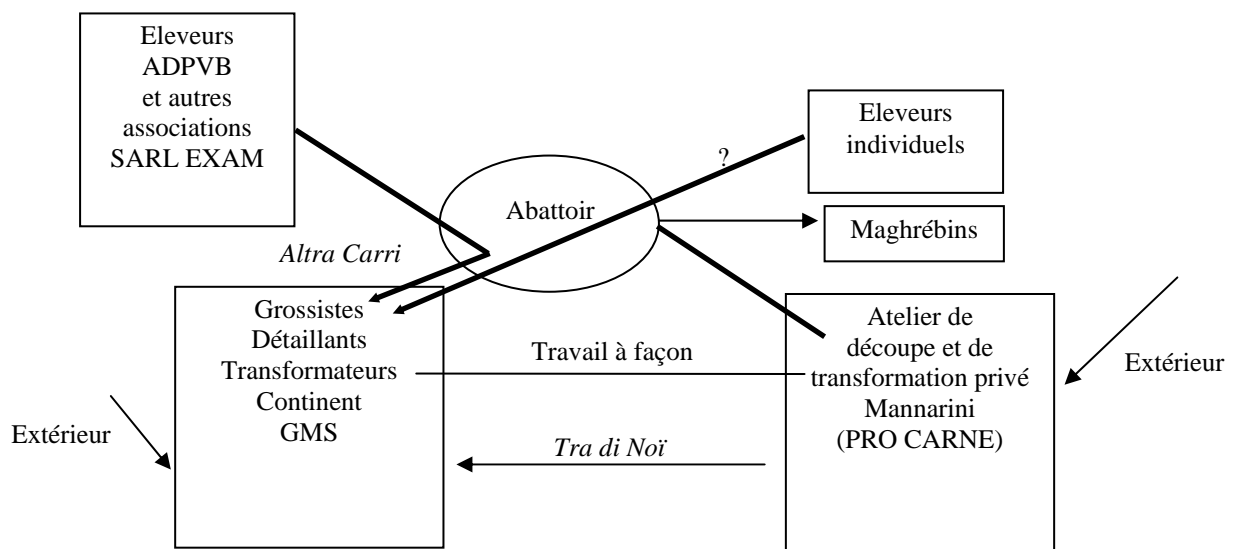 Eleveurs
ADPVB
et autres
associations
SARL EXAM
Eleveurs
individuels
?
Abattoir
Maghrébins
Altra Carri
Grossistes
Détaillants
Transformateurs
Continent
GMS
Travail à façon
Atelier de
découpe et de
transformation privé
Mannarini
(PRO CARNE)
Extérieur
Extérieur
Tra di Noï